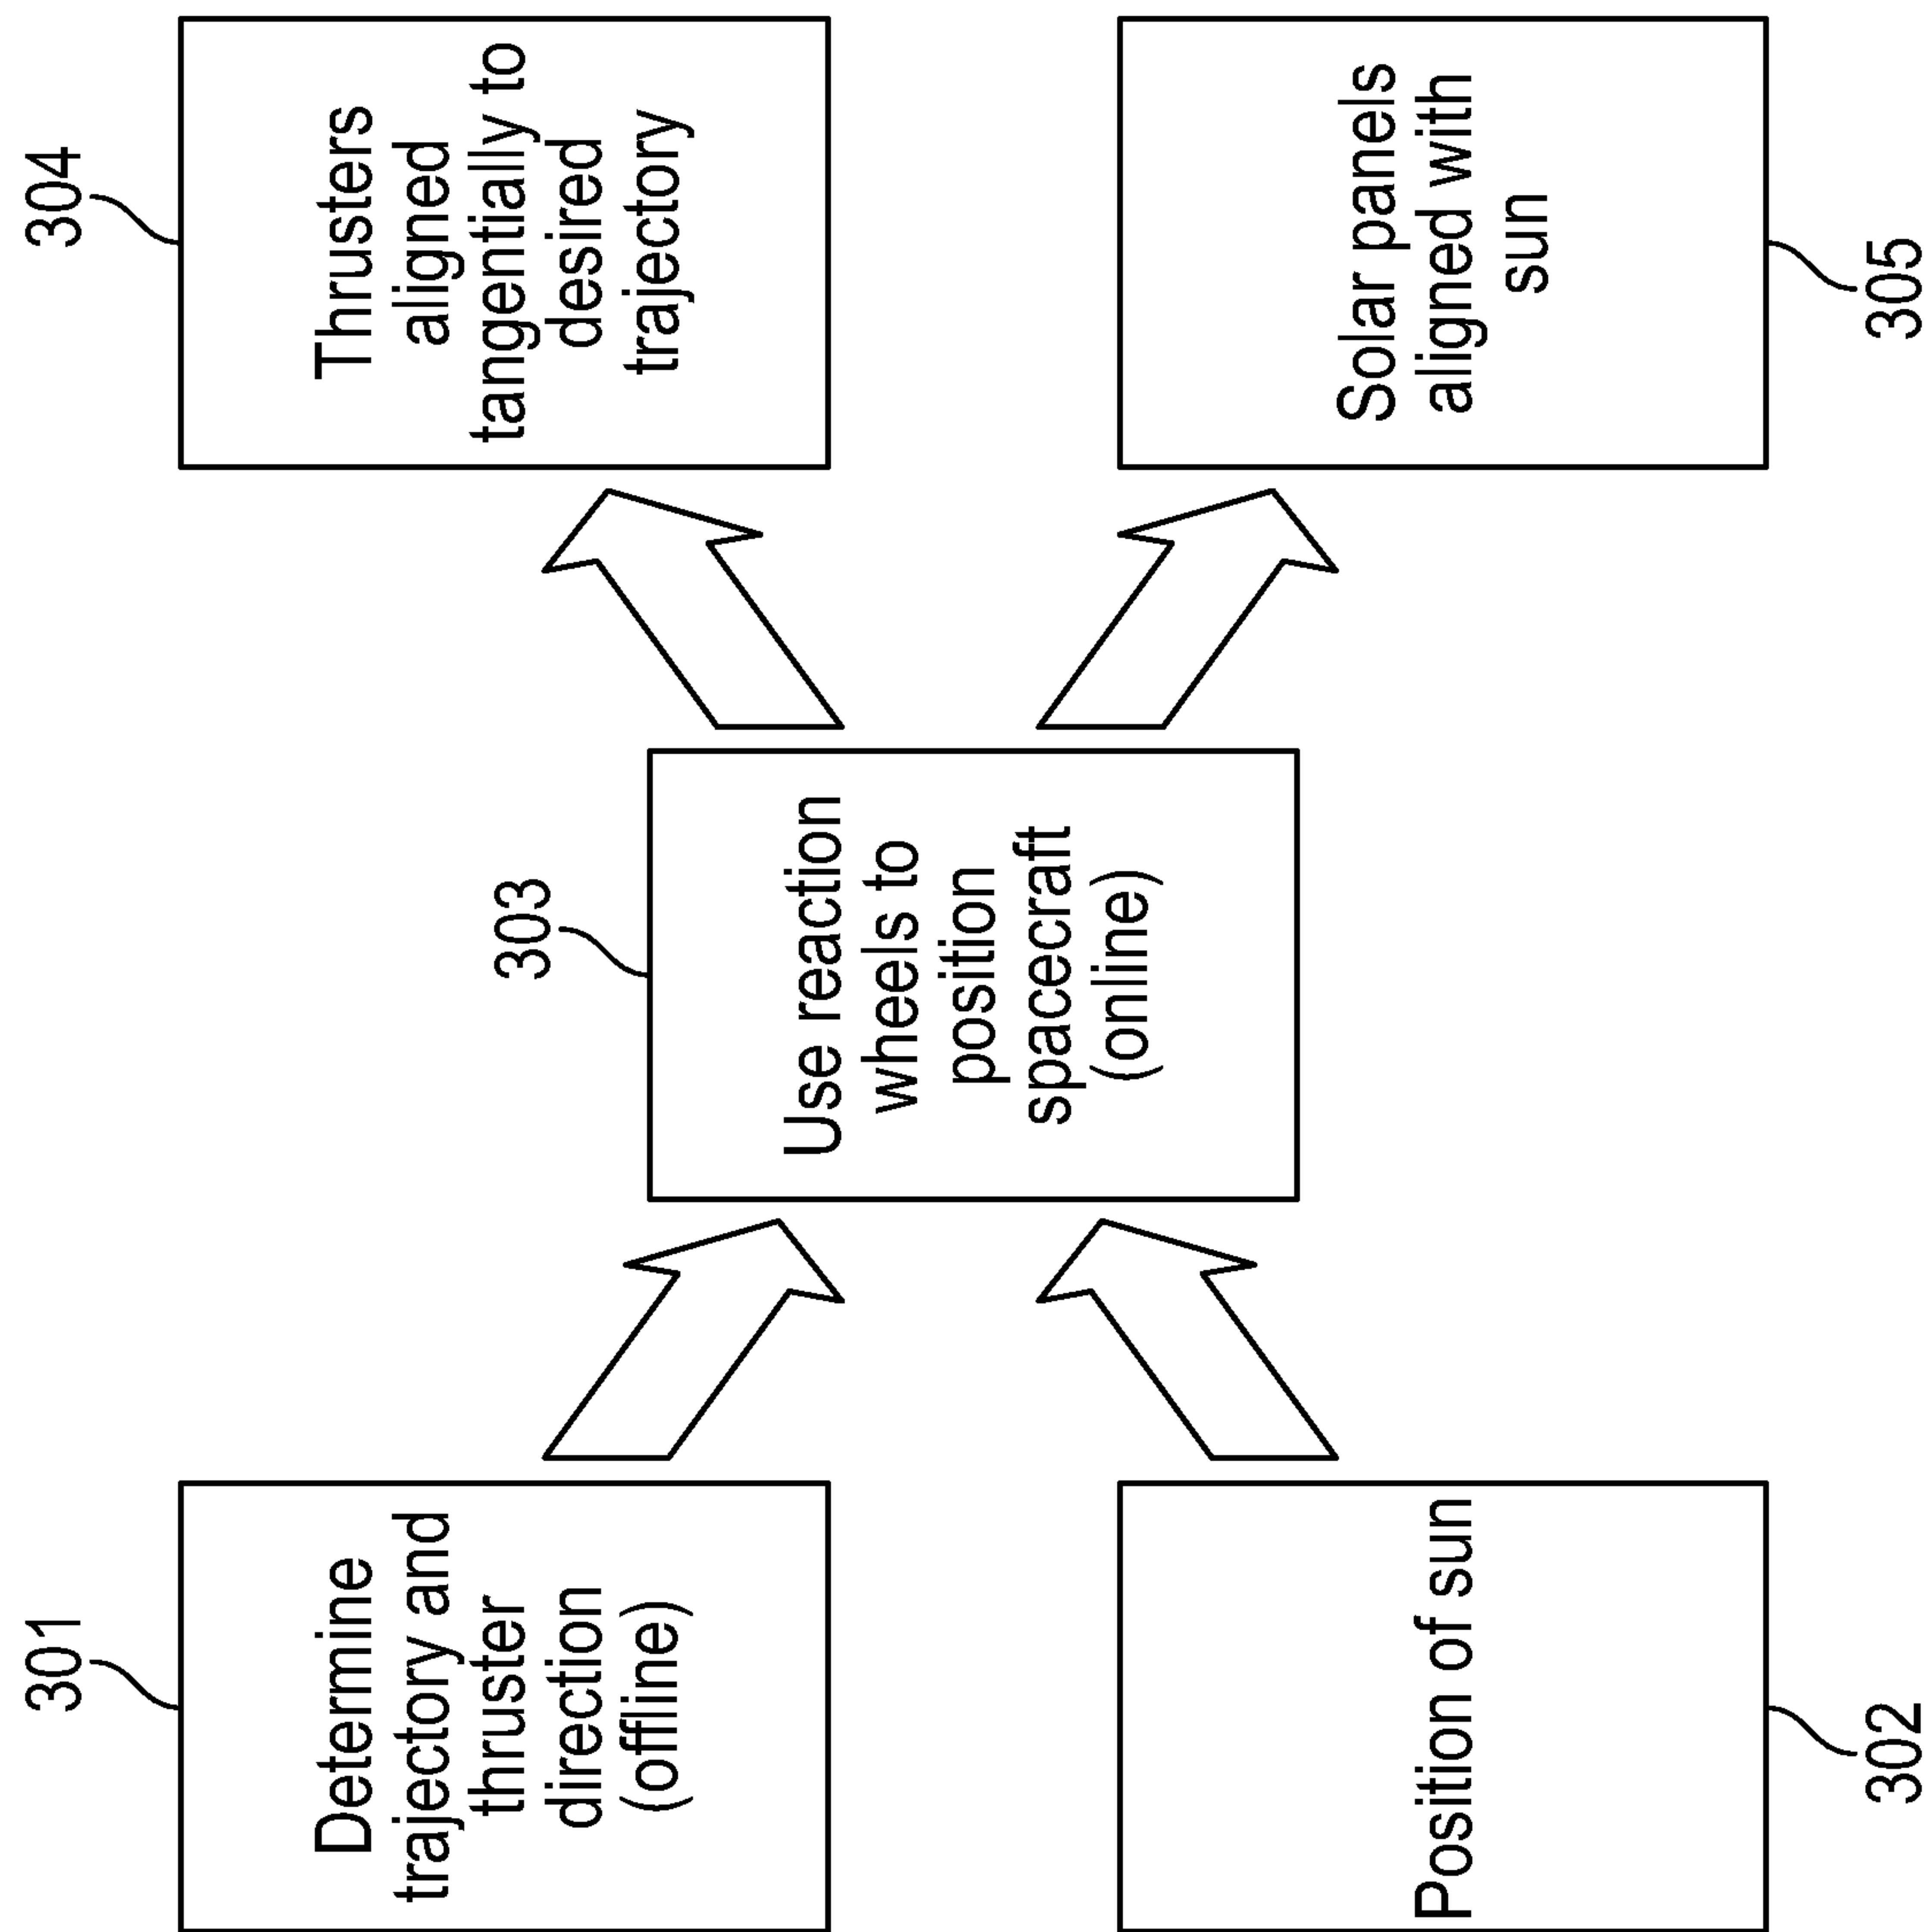 301
Determine
trajectory and
thruster
direction
(offline)
Position of sun
302
303
Use reaction
wheels to
position
spacecraft
(online)
304
Thrusters
aligned
tangentially to
desired
trajectory
Solar panels
aligned with
sun
305